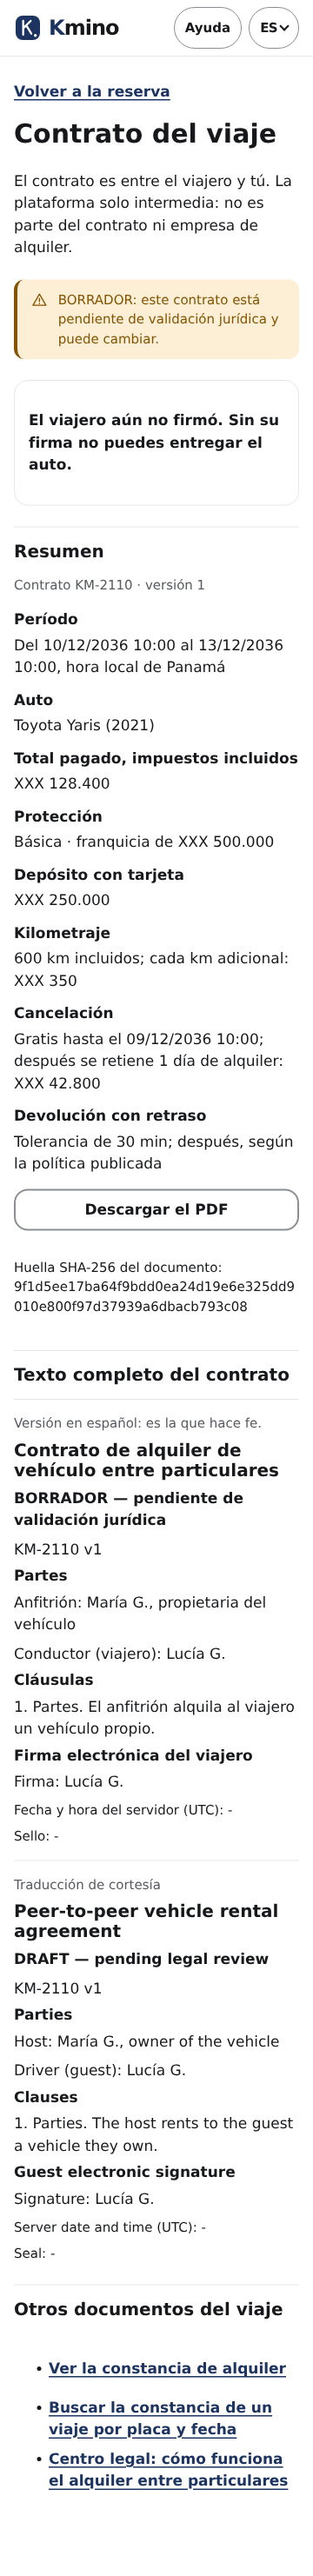 K. Kmino
Ayuda
ES
Volver a la reserva
Contrato del viaje
El contrato es entre el viajero y tú. La
plataforma solo intermedia: no es
parte del contrato ni empresa de
alquiler.
BORRADOR: este contrato está
pendiente de validación jurídica y
puede cambiar.
El viajero aún no firmó. Sin su
firma no puedes entregar el
auto.
Resumen
Contrato KM-2110 · versión 1
Período
Del 10/12/2036 10:00 al 13/12/2036
10:00, hora local de Panamá
Auto
Toyota Yaris (2021)
Total pagado, impuestos incluidos
XXX 128.400
Protección
Básica · franquicia de XXX 500.000
Depósito con tarjeta
XXX 250.000
Kilometraje
600 km incluidos; cada km adicional:
XXX 350
Cancelación
Gratis hasta el 09/12/2036 10:00;
después se retiene 1 día de alquiler:
XXX 42.800
Devolución con retraso
Tolerancia de 30 min; después, según
la política publicada
Descargar el PDF
Huella SHA-256 del documento:
9f1d5ee17ba64f9bdd0ea24d19e6e325dd9
010e800f97d37939a6dbacb793c08
Texto completo del contrato
Versión en español: es la que hace fe.
Contrato de alquiler de
vehículo entre particulares
BORRADOR — pendiente de
validación jurídica
KM-2110 v1
Partes
Anfitrión: María G., propietaria del
vehículo
Conductor (viajero): Lucía G.
Cláusulas
1. Partes. El anfitrión alquila al viajero
un vehículo propio.
Firma electrónica del viajero
Firma: Lucía G.
Fecha y hora del servidor (UTC): -
Sello: -
Traducción de cortesía
Peer-to-peer vehicle rental
agreement
DRAFT — pending legal review
KM-2110 v1
Parties
Host: María G., owner of the vehicle
Driver (guest): Lucía G.
Clauses
1. Parties. The host rents to the guest
a vehicle they own.
Guest electronic signature
Signature: Lucía G.
Server date and time (UTC): -
Seal: -
Otros documentos del viaje
• Ver la constancia de alquiler
• Buscar la constancia de un
viaje por placa y fecha
• Centro legal: cómo funciona
el alquiler entre particulares